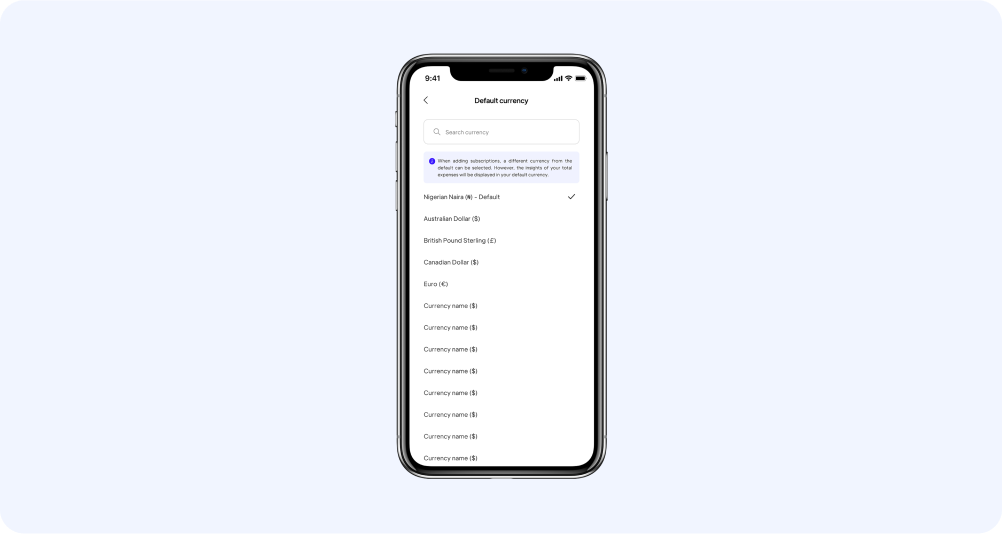 9:41
Default currency
Search currency
When adding subscriptions, a different currency from the
default can be selected. However, the insights of your total
expenses will be displayed in your default currency.
Nigerian Naira (₦) - Default
Australian Dollar ($)
British Pound Sterling (£)
Canadian Dollar ($)
Euro (€)
Currency name ($)
Currency name ($)
Currency name ($)
Currency name ($)
Currency name ($)
Currency name ($)
Currency name ($)
Currency name ($)